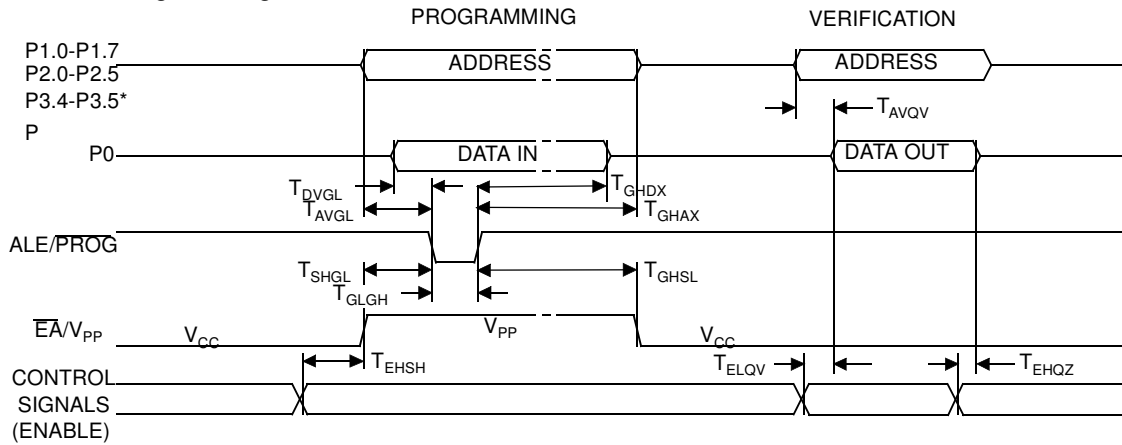 PROGRAMMING
VERIFICATION
P1.0-P1.7
P2.0-P2.5
P3.4-P3.5*
P
ADDRESS
ADDRESS
TAVQV
P0
DATA IN
DATA OUT
TDVGL
TGHDX
TAVGL
TGHAX
ALE/PROG
TSHGL
TGHSL
TGLGH
EA/VPP
VCC
VPP
VCC
TEHSH
TELQV
TEHQZ
CONTROL
SIGNALS
(ENABLE)